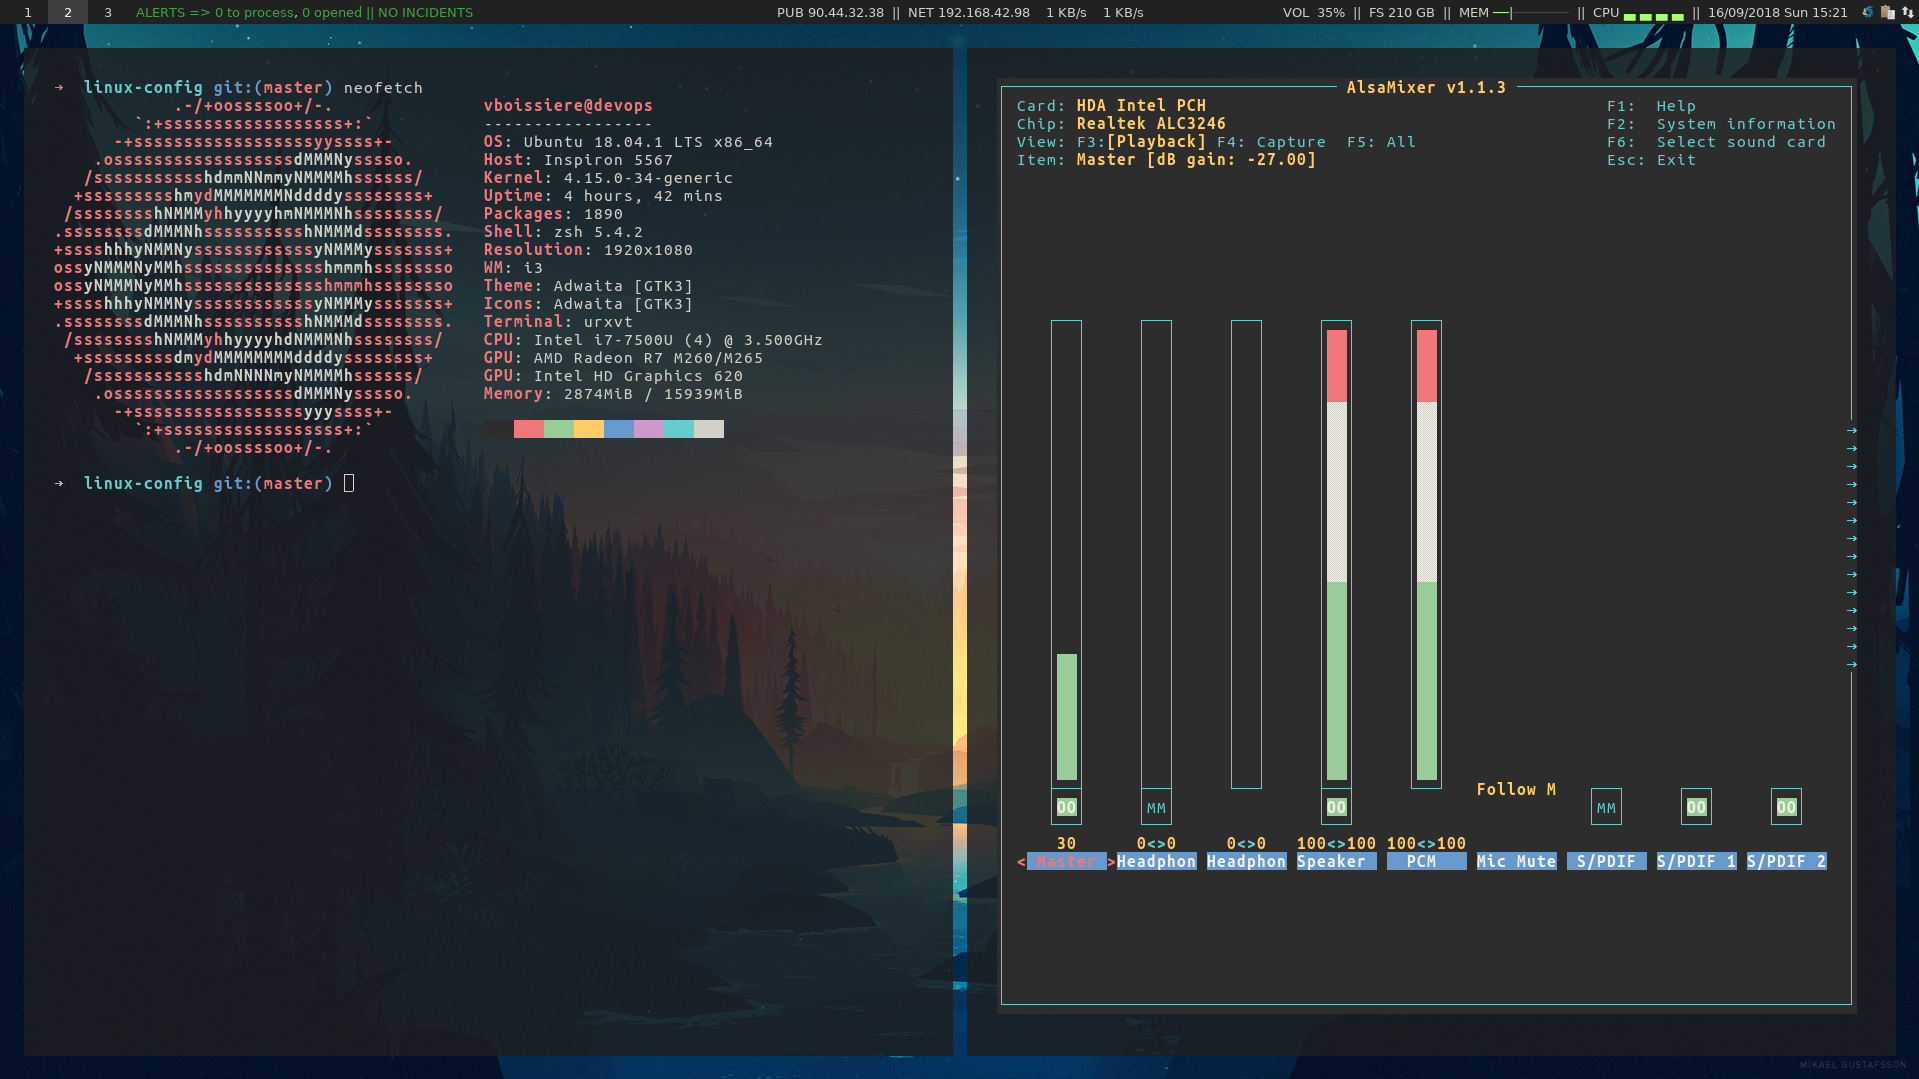 1 2 3 ALERTS => 0 to process, 0 opened || NO INCIDENTS PUB 90.44.32.38 || NET 192.168.42.98 1 KB/s 1 KB/s VOL 35% || FS 210 GB || MEM || CPU || 16/09/2018 Sun 15:21
→ linux-config git:(master) neofetch
.-/+oossssoo+/-.
`:+ssssssssssssssssss+:`
-+ssssssssssssssssssyyssss+-
.ossssssssssssssssssdMMMNysssso.
/ssssssssssshdmmNNmmyNMMMMhssssss/
+ssssssssshmydMMMMMMMNddddyssssssss+
/sssssssshNMMMyhhyyyyhmNMMMNhssssssss/
.ssssssssdMMMNhsssssssssshNMMMdssssssss.
+sssshhhyNMMNyssssssssssssyNMMMysssssss+
ossyNMMMNyMMhsssssssssssssshmmmhssssssso
ossyNMMMNyMMhsssssssssssssshmmmhssssssso
+sssshhhyNMMNyssssssssssssyNMMMysssssss+
.ssssssssdMMMNhsssssssssshNMMMdssssssss.
/sssssssshNMMMyhhyyyyhdNMMMNhssssssss/
+sssssssssdmydMMMMMMMMddddyssssssss+
/ssssssssssshdmNNNNmyNMMMMhssssss/
.ossssssssssssssssssdMMMNysssso.
-+sssssssssssssssssyyyssss+-
`:+ssssssssssssssssss+:`
.-/+oossssoo+/-.
vboissiere@devops
-----------------
OS: Ubuntu 18.04.1 LTS x86_64
Host: Inspiron 5567
Kernel: 4.15.0-34-generic
Uptime: 4 hours, 42 mins
Packages: 1890
Shell: zsh 5.4.2
Resolution: 1920x1080
WM: i3
Theme: Adwaita [GTK3]
Icons: Adwaita [GTK3]
Terminal: urxvt
CPU: Intel i7-7500U (4) @ 3.500GHz
GPU: AMD Radeon R7 M260/M265
GPU: Intel HD Graphics 620
Memory: 2874MiB / 15939MiB
→ linux-config git:(master)
AlsaMixer v1.1.3
Card: HDA Intel PCH F1: Help
Chip: Realtek ALC3246 F2: System information
View: F3:[Playback] F4: Capture F5: All F6: Select sound card
Item: Master [dB gain: -27.00] Esc: Exit
Follow M
OO MM OO MM OO OO
30 0<>0 0<>0 100<>100 100<>100
< Master >Headphon Headphon Speaker PCM Mic Mute S/PDIF S/PDIF 1 S/PDIF 2
MIKAEL GUSTAFSSON